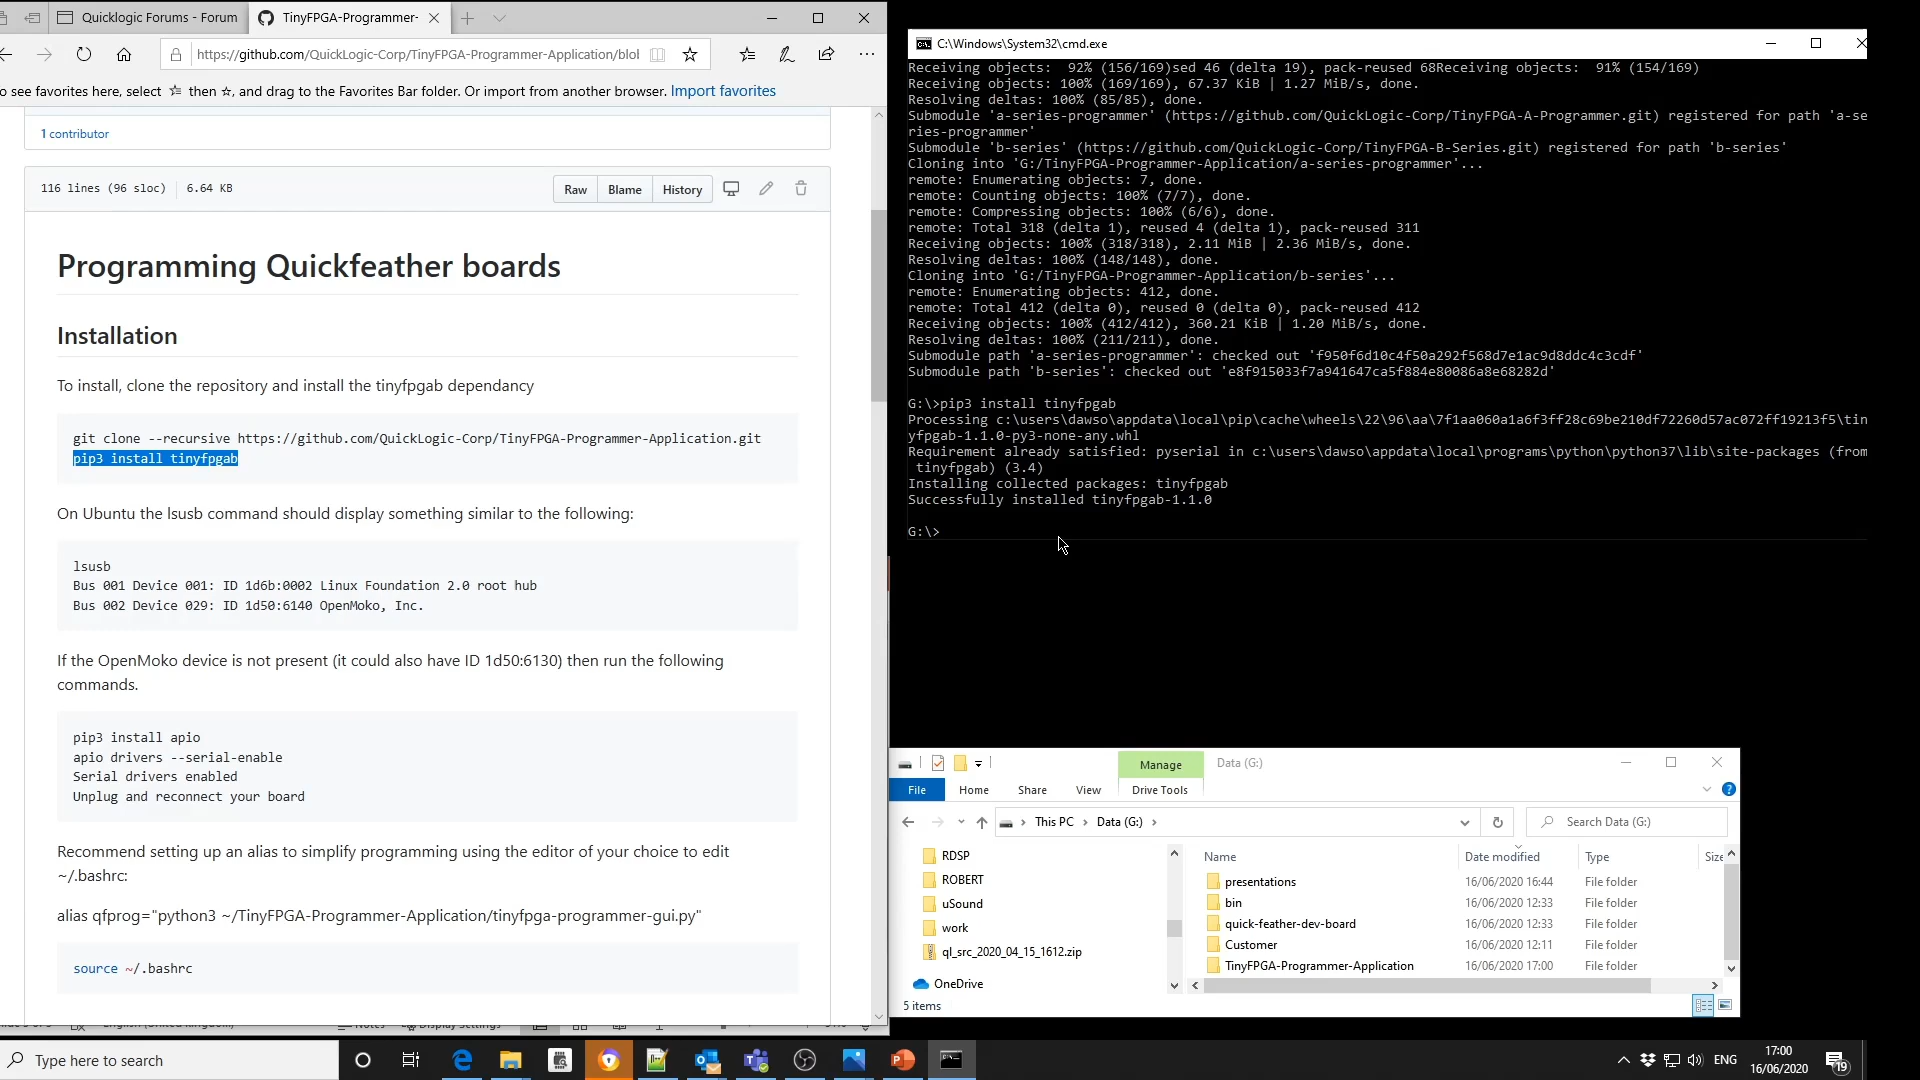 Quicklogic Forums - Forum
TinyFPGA-Programmer-
https://github.com/QuickLogic-Corp/TinyFPGA-Programmer-Application/blob
o see favorites here, select then , and drag to the Favorites Bar folder. Or import from another browser. Import favorites
1 contributor
116 lines (96 sloc) 6.64 KB
Raw Blame History
Programming Quickfeather boards
Installation
To install, clone the repository and install the tinyfpgab dependancy
git clone --recursive https://github.com/QuickLogic-Corp/TinyFPGA-Programmer-Application.git
pip3 install tinyfpgab
On Ubuntu the lsusb command should display something similar to the following:
lsusb
Bus 001 Device 001: ID 1d6b:0002 Linux Foundation 2.0 root hub
Bus 002 Device 029: ID 1d50:6140 OpenMoko, Inc.
If the OpenMoko device is not present (it could also have ID 1d50:6130) then run the following
commands.
pip3 install apio
apio drivers --serial-enable
Serial drivers enabled
Unplug and reconnect your board
Recommend setting up an alias to simplify programming using the editor of your choice to edit
~/.bashrc:
alias qfprog="python3 ~/TinyFPGA-Programmer-Application/tinyfpga-programmer-gui.py"
source ~/.bashrc
C:\Windows\System32\cmd.exe
Receiving objects:  92% (156/169)sed 46 (delta 19), pack-reused 68Receiving objects:  91% (154/169)
Receiving objects: 100% (169/169), 67.37 KiB | 1.27 MiB/s, done.
Resolving deltas: 100% (85/85), done.
Submodule 'a-series-programmer' (https://github.com/QuickLogic-Corp/TinyFPGA-A-Programmer.git) registered for path 'a-se
ries-programmer'
Submodule 'b-series' (https://github.com/QuickLogic-Corp/TinyFPGA-B-Series.git) registered for path 'b-series'
Cloning into 'G:/TinyFPGA-Programmer-Application/a-series-programmer'...
remote: Enumerating objects: 7, done.
remote: Counting objects: 100% (7/7), done.
remote: Compressing objects: 100% (6/6), done.
remote: Total 318 (delta 1), reused 4 (delta 1), pack-reused 311
Receiving objects: 100% (318/318), 2.11 MiB | 2.36 MiB/s, done.
Resolving deltas: 100% (148/148), done.
Cloning into 'G:/TinyFPGA-Programmer-Application/b-series'...
remote: Enumerating objects: 412, done.
remote: Total 412 (delta 0), reused 0 (delta 0), pack-reused 412
Receiving objects: 100% (412/412), 360.21 KiB | 1.20 MiB/s, done.
Resolving deltas: 100% (211/211), done.
Submodule path 'a-series-programmer': checked out 'f950f6d10c4f50a292f568d7e1ac9d8ddc4c3cdf'
Submodule path 'b-series': checked out 'e8f915033f7a941647ca5f884e80086a8e68282d'
G:\>pip3 install tinyfpgab
Processing c:\users\dawso\appdata\local\pip\cache\wheels\22\96\aa\7f1aa060a1a6f3ff28c69be210df72260d57ac072ff19213f5\tin
yfpgab-1.1.0-py3-none-any.whl
Requirement already satisfied: pyserial in c:\users\dawso\appdata\local\programs\python\python37\lib\site-packages (from
tinyfpgab) (3.4)
Installing collected packages: tinyfpgab
Successfully installed tinyfpgab-1.1.0
G:\>
Manage Data (G:)
File Home Share View Drive Tools
This PC > Data (G:) > Search Data (G:)
RDSP
ROBERT
uSound
work
ql_src_2020_04_15_1612.zip
OneDrive
Name Date modified Type Size
presentations 16/06/2020 16:44 File folder
bin 16/06/2020 12:33 File folder
quick-feather-dev-board 16/06/2020 12:33 File folder
Customer 16/06/2020 12:11 File folder
TinyFPGA-Programmer-Application 16/06/2020 17:00 File folder
5 items
Type here to search
ENG
17:00
16/06/2020
19